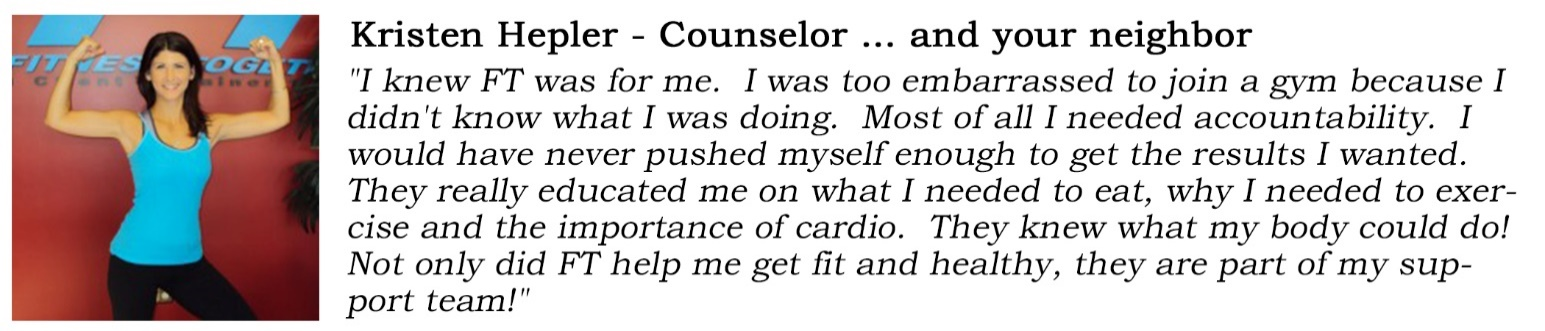 FITNESS TOGETH
Kristen Hepler - Counselor ... and your neighbor
"I knew FT was for me.  I was too embarrassed to join a gym because I
didn't know what I was doing.  Most of all I needed accountability.  I
would have never pushed myself enough to get the results I wanted.
They really educated me on what I needed to eat, why I needed to exer-
cise and the importance of cardio.  They knew what my body could do!
Not only did FT help me get fit and healthy, they are part of my sup-
port team!"